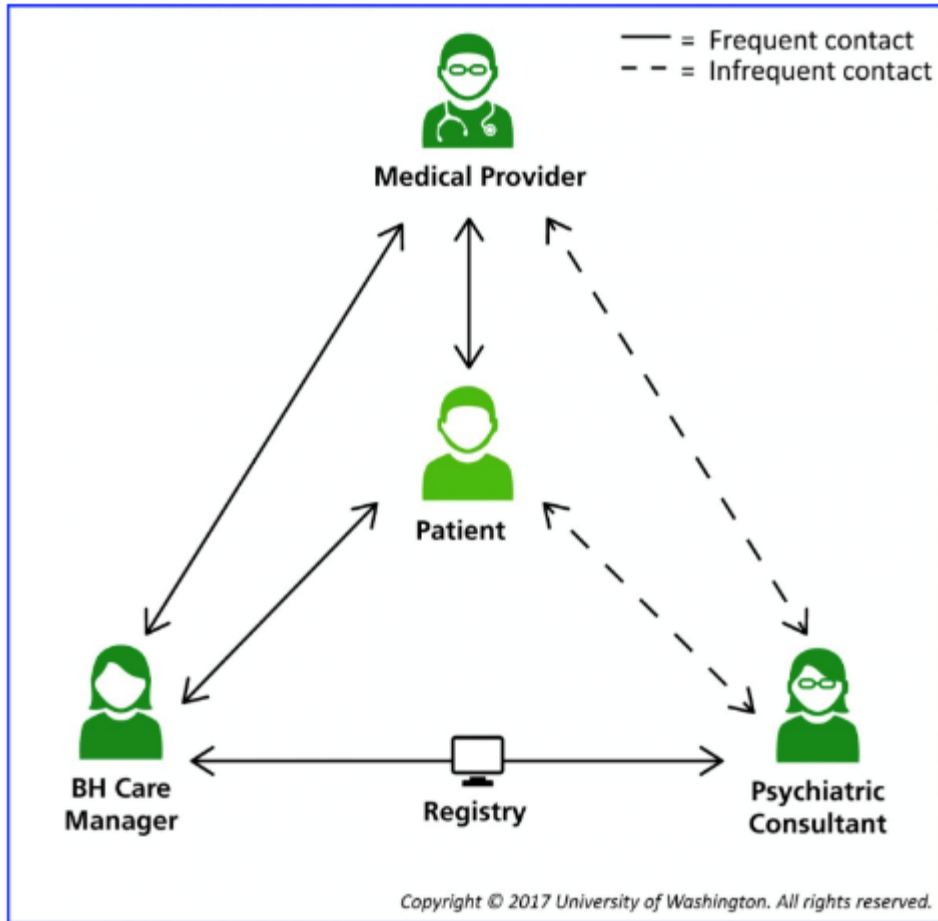 = Frequent contact
= Infrequent contact
Medical Provider
Patient
BH Care
Manager
Registry
Psychiatric
Consultant
Copyright © 2017 University of Washington. All rights reserved.